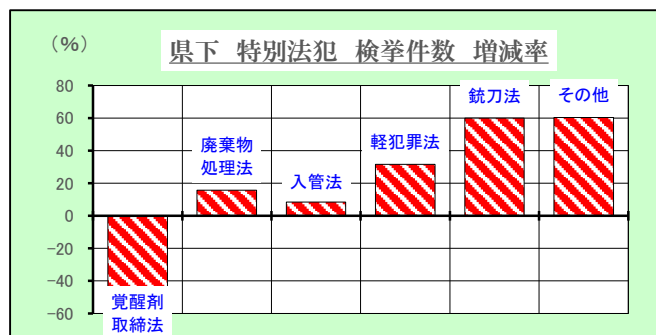 （%）
県下 特別法犯 検挙件数 増減率
80
60
40
20
0
-20
-40
-60
覚醒剤
取締法
廃棄物
処理法
入管法
軽犯罪法
銃刀法
その他